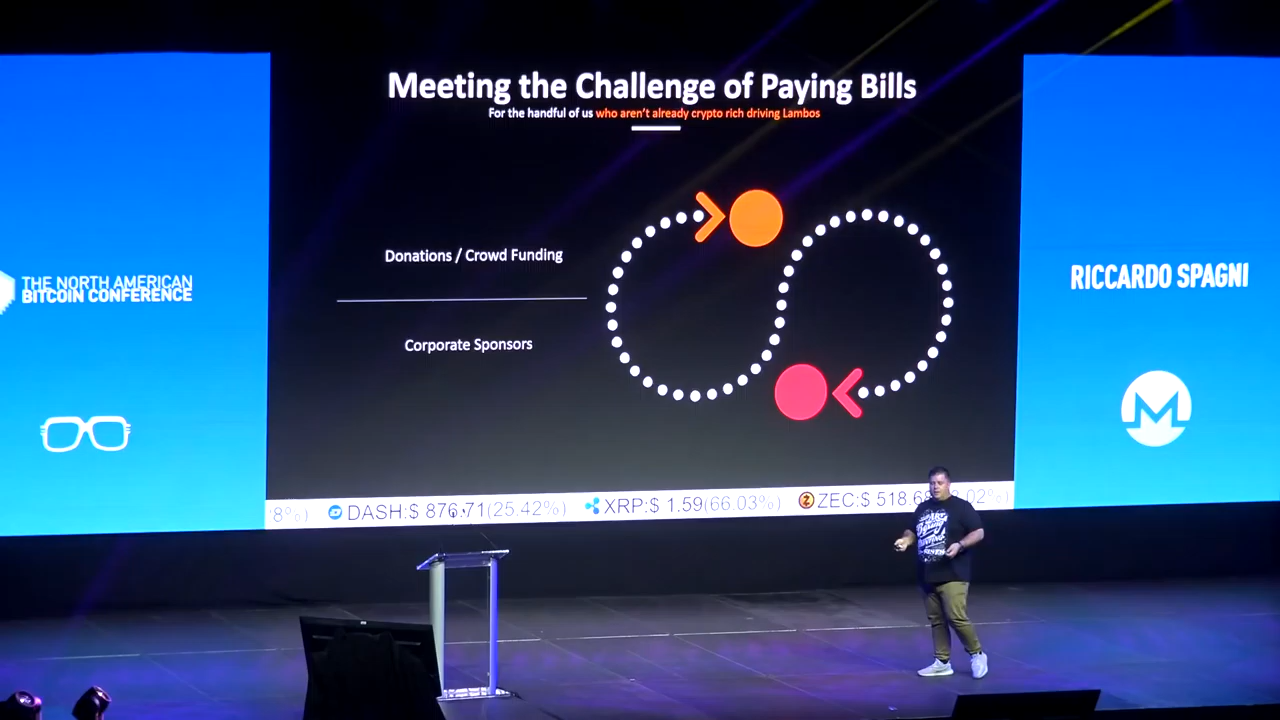 Meeting the Challenge of Paying Bills
For the handful of us who aren't already crypto rich driving Lambos
Donations / Crowd Funding
Corporate Sponsors
THE NORTH AMERICAN
BITCOIN CONFERENCE
RICCARDO SPAGNI
8%) DASH:$ 876.71(25.42%) XRP:$ 1.59(66.03%) ZEC:$ 518.6